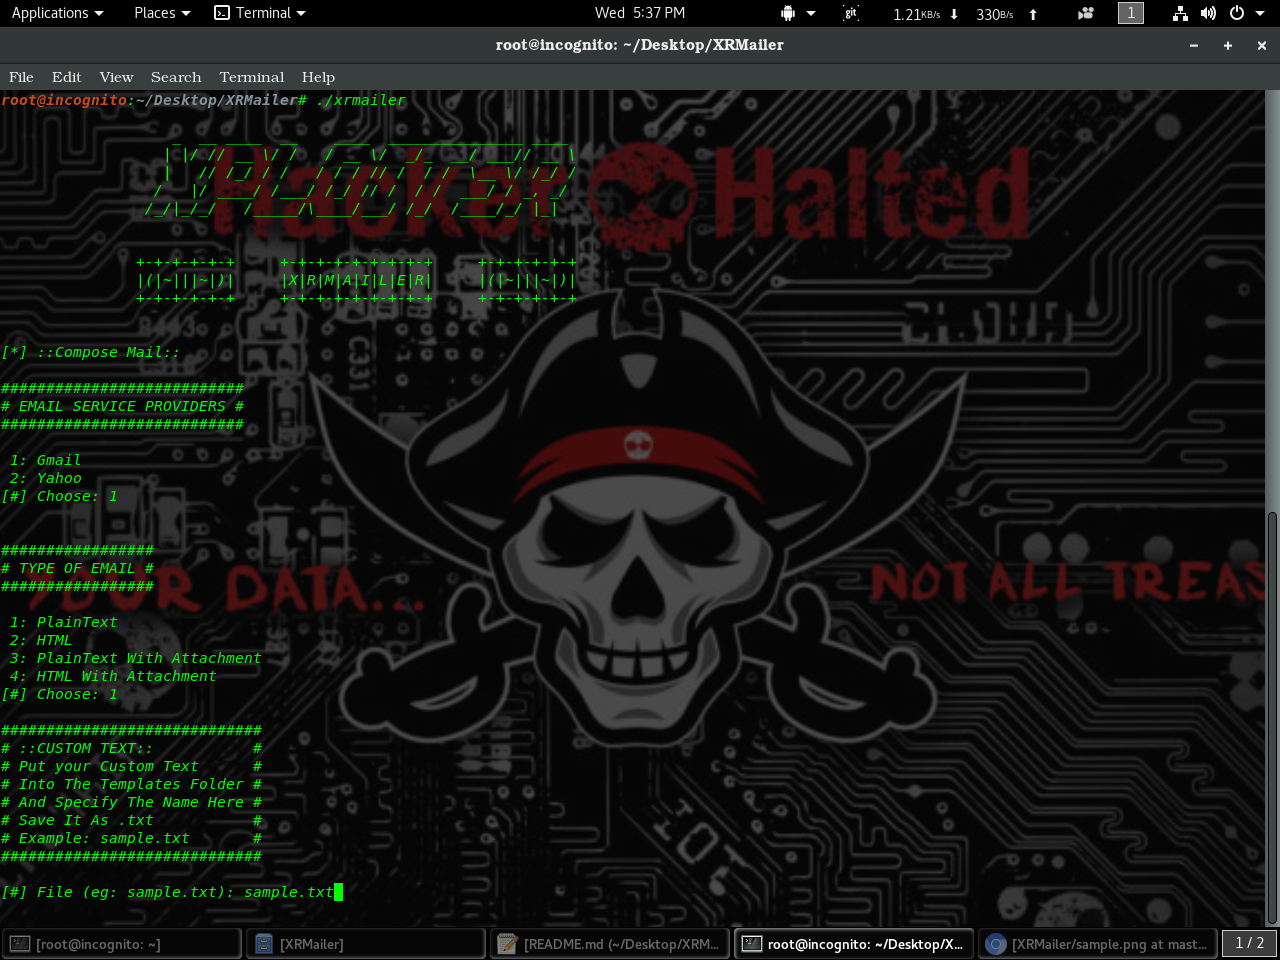 Applications Places Terminal Wed 5:37 PM git 1.21KB/s 330B/s 1
root@incognito: ~/Desktop/XRMailer
File Edit View Search Terminal Help
root@incognito:~/Desktop/XRMailer# ./xrmailer
Hacker Halted
+-+-+-+-+-+ +-+-+-+-+-+-+-+-+ +-+-+-+-+-+
|(|~|||~|)| |X|R|M|A|I|L|E|R| |(|~|||~|)|
+-+-+-+-+-+ +-+-+-+-+-+-+-+-+ +-+-+-+-+-+
C331
[*] ::Compose Mail::
###########################
# EMAIL SERVICE PROVIDERS #
###########################
1: Gmail
2: Yahoo
[#] Choose: 1
#################
# TYPE OF EMAIL #
#################
YOUR DATA... NOT ALL TREAS
1: PlainText
2: HTML
3: PlainText With Attachment
4: HTML With Attachment
[#] Choose: 1
#############################
# ::CUSTOM TEXT:: #
# Put your Custom Text #
# Into The Templates Folder #
# And Specify The Name Here #
# Save It As .txt #
# Example: sample.txt #
#############################
[#] File (eg: sample.txt): sample.txt
[root@incognito: ~] [XRMailer] [README.md (~/Desktop/XRM... root@incognito: ~/Desktop/X... [XRMailer/sample.png at mast... 1 / 2